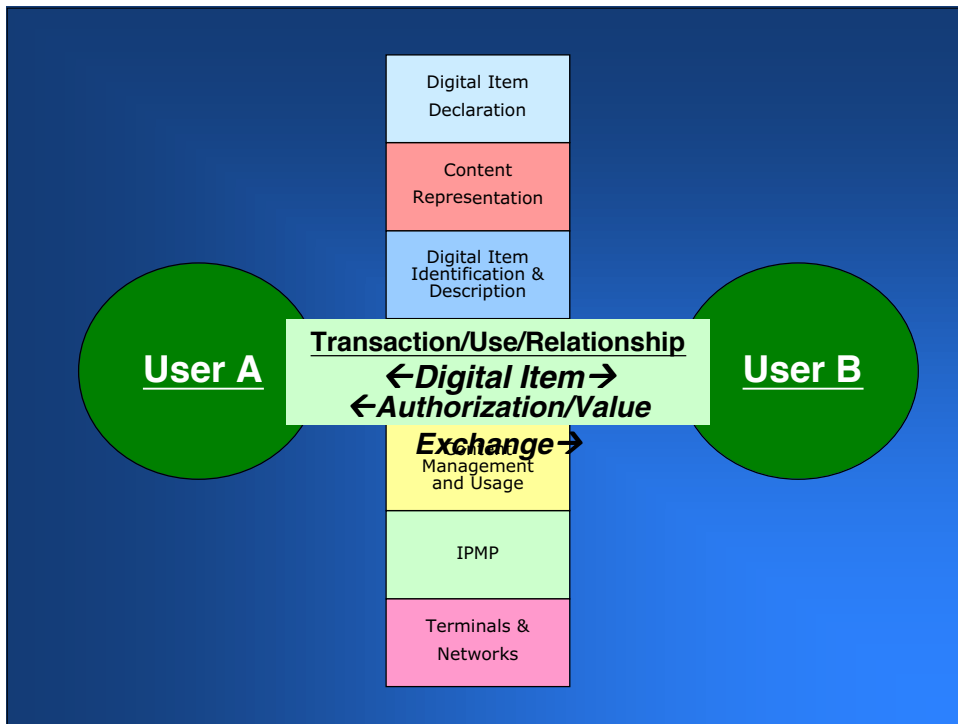 Digital Item
Declaration
Content
Representation
Digital Item
Identification &
Description
User A
Transaction/Use/Relationship
←Digital Item→
←Authorization/Value
Exchange→
User B
Content
Management
and Usage
IPMP
Terminals &
Networks